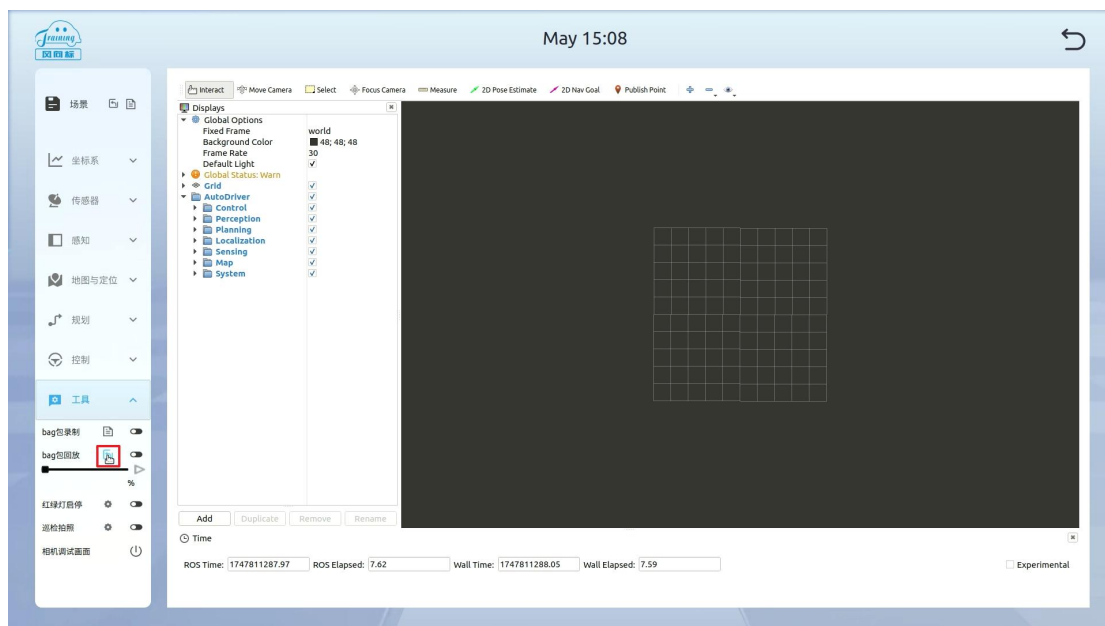 Training
风向标
May 15:08
场景
坐标系
传感器
感知
地图与定位
规划
控制
工具
bag包录制
bag包回放
%
红绿灯启停
巡检拍照
相机调试画面
Interact Move Camera Select Focus Camera Measure 2D Pose Estimate 2D Nav Goal Publish Point
Displays
Global Options
Fixed Frame world
Background Color 48; 48; 48
Frame Rate 30
Default Light
Global Status: Warn
Grid
AutoDriver
Control
Perception
Planning
Localization
Sensing
Map
System
Add Duplicate Remove Rename
Time
ROS Time: 1747811287.97 ROS Elapsed: 7.62 Wall Time: 1747811288.05 Wall Elapsed: 7.59 Experimental